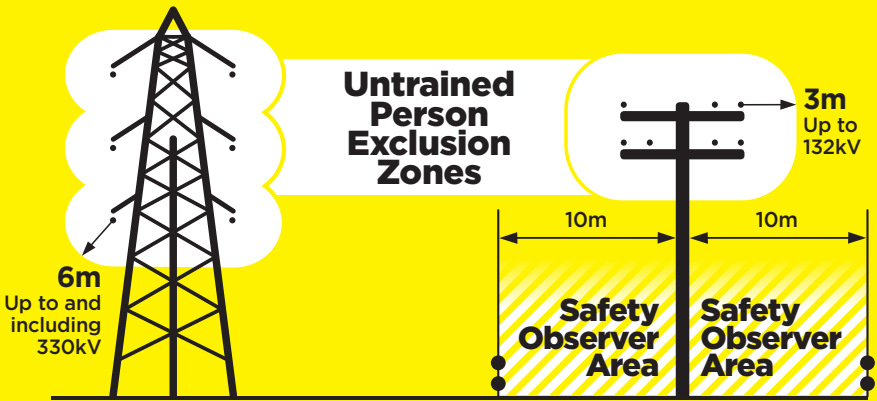 Untrained
Person
Exclusion
Zones
3m
Up to
132kV
10m
10m
6m
Up to and
including
330kV
Safety
Observer
Area
Safety
Observer
Area